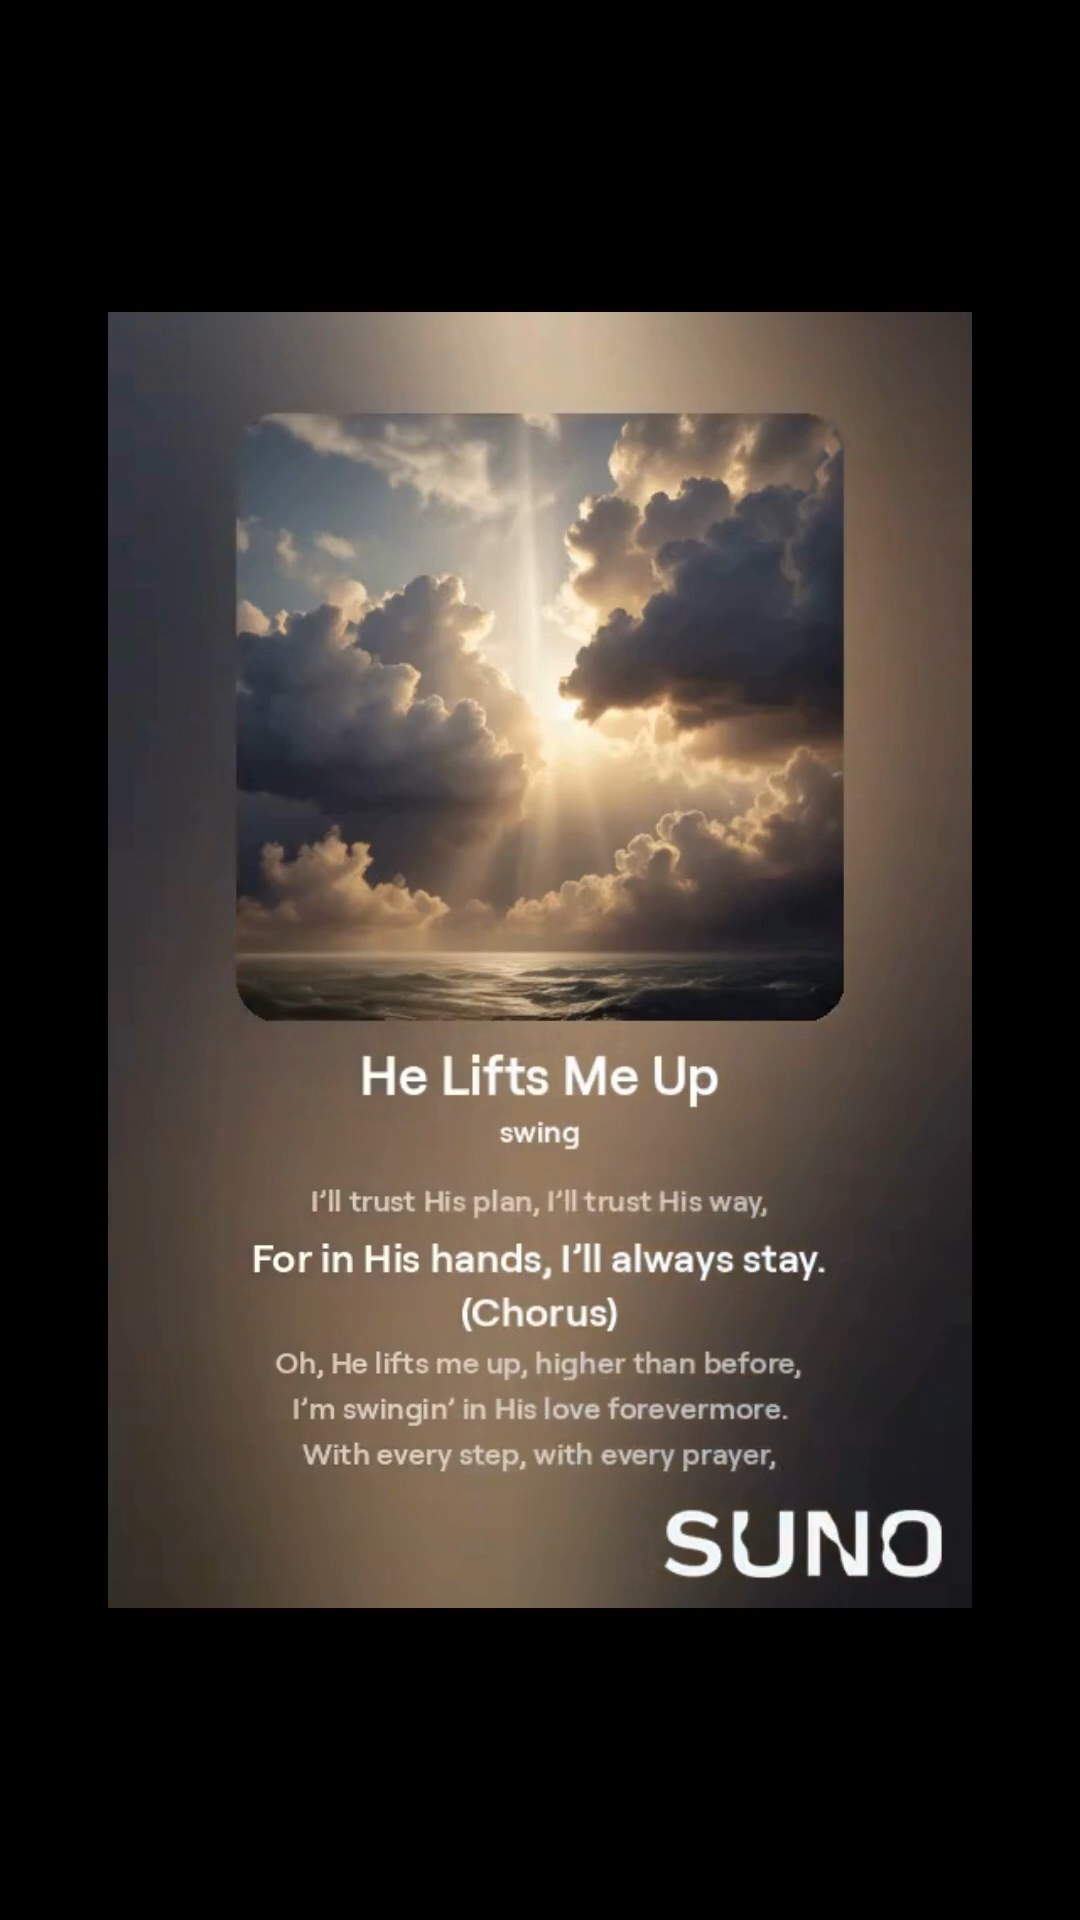 He Lifts Me Up
swing
I’ll trust His plan, I’ll trust His way,
For in His hands, I’ll always stay.
(Chorus)
Oh, He lifts me up, higher than before,
I’m swingin’ in His love forevermore.
With every step, with every prayer,
SUNO